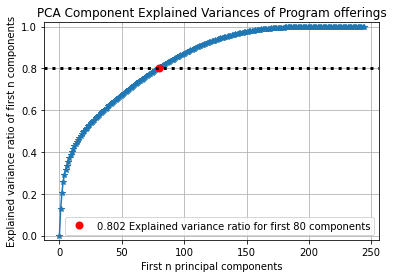 PCA Component Explained Variances of Program offerings
Explained variance ratio of first n components
1.0
0.8
0.6
0.4
0.2
0.0
0.802 Explained variance ratio for first 80 components
0 50 100 150 200 250
First n principal components